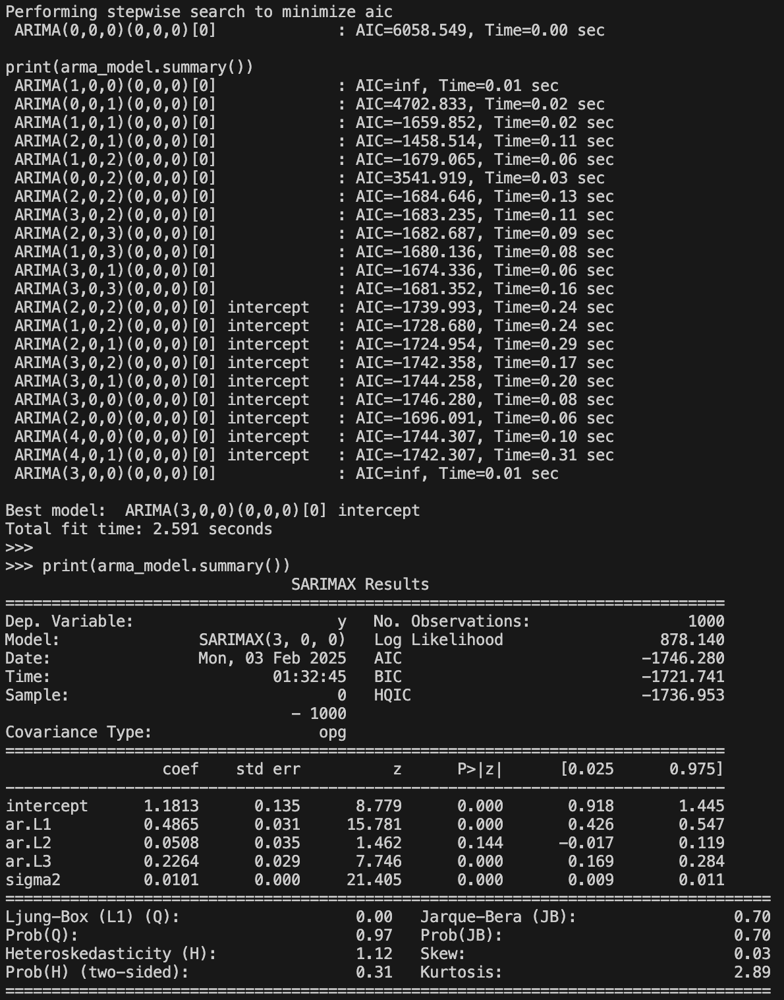 Performing stepwise search to minimize aic
 ARIMA(0,0,0)(0,0,0)[0]             : AIC=6058.549, Time=0.00 sec

print(arma_model.summary())
 ARIMA(1,0,0)(0,0,0)[0]             : AIC=inf, Time=0.01 sec
 ARIMA(0,0,1)(0,0,0)[0]             : AIC=4702.833, Time=0.02 sec
 ARIMA(1,0,1)(0,0,0)[0]             : AIC=-1659.852, Time=0.02 sec
 ARIMA(2,0,1)(0,0,0)[0]             : AIC=-1458.514, Time=0.11 sec
 ARIMA(1,0,2)(0,0,0)[0]             : AIC=-1679.065, Time=0.06 sec
 ARIMA(0,0,2)(0,0,0)[0]             : AIC=3541.919, Time=0.03 sec
 ARIMA(2,0,2)(0,0,0)[0]             : AIC=-1684.646, Time=0.13 sec
 ARIMA(3,0,2)(0,0,0)[0]             : AIC=-1683.235, Time=0.11 sec
 ARIMA(2,0,3)(0,0,0)[0]             : AIC=-1682.687, Time=0.09 sec
 ARIMA(1,0,3)(0,0,0)[0]             : AIC=-1680.136, Time=0.08 sec
 ARIMA(3,0,1)(0,0,0)[0]             : AIC=-1674.336, Time=0.06 sec
 ARIMA(3,0,3)(0,0,0)[0]             : AIC=-1681.352, Time=0.16 sec
 ARIMA(2,0,2)(0,0,0)[0] intercept   : AIC=-1739.993, Time=0.24 sec
 ARIMA(1,0,2)(0,0,0)[0] intercept   : AIC=-1728.680, Time=0.24 sec
 ARIMA(2,0,1)(0,0,0)[0] intercept   : AIC=-1724.954, Time=0.29 sec
 ARIMA(3,0,2)(0,0,0)[0] intercept   : AIC=-1742.358, Time=0.17 sec
 ARIMA(3,0,1)(0,0,0)[0] intercept   : AIC=-1744.258, Time=0.20 sec
 ARIMA(3,0,0)(0,0,0)[0] intercept   : AIC=-1746.280, Time=0.08 sec
 ARIMA(2,0,0)(0,0,0)[0] intercept   : AIC=-1696.091, Time=0.06 sec
 ARIMA(4,0,0)(0,0,0)[0] intercept   : AIC=-1744.307, Time=0.10 sec
 ARIMA(4,0,1)(0,0,0)[0] intercept   : AIC=-1742.307, Time=0.31 sec
 ARIMA(3,0,0)(0,0,0)[0]             : AIC=inf, Time=0.01 sec

Best model:  ARIMA(3,0,0)(0,0,0)[0] intercept
Total fit time: 2.591 seconds
>>>
>>> print(arma_model.summary())
                               SARIMAX Results
==============================================================================
Dep. Variable:                      y   No. Observations:                 1000
Model:               SARIMAX(3, 0, 0)   Log Likelihood                 878.140
Date:                Mon, 03 Feb 2025   AIC                          -1746.280
Time:                        01:32:45   BIC                          -1721.741
Sample:                             0   HQIC                         -1736.953
                               - 1000
Covariance Type:                  opg
==============================================================================
                 coef    std err          z      P>|z|      [0.025      0.975]
------------------------------------------------------------------------------
intercept      1.1813      0.135      8.779      0.000       0.918       1.445
ar.L1          0.4865      0.031     15.781      0.000       0.426       0.547
ar.L2          0.0508      0.035      1.462      0.144      -0.017       0.119
ar.L3          0.2264      0.029      7.746      0.000       0.169       0.284
sigma2         0.0101      0.000     21.405      0.000       0.009       0.011
===================================================================================
Ljung-Box (L1) (Q):                   0.00   Jarque-Bera (JB):                 0.70
Prob(Q):                              0.97   Prob(JB):                         0.70
Heteroskedasticity (H):               1.12   Skew:                             0.03
Prob(H) (two-sided):                  0.31   Kurtosis:                         2.89
===================================================================================